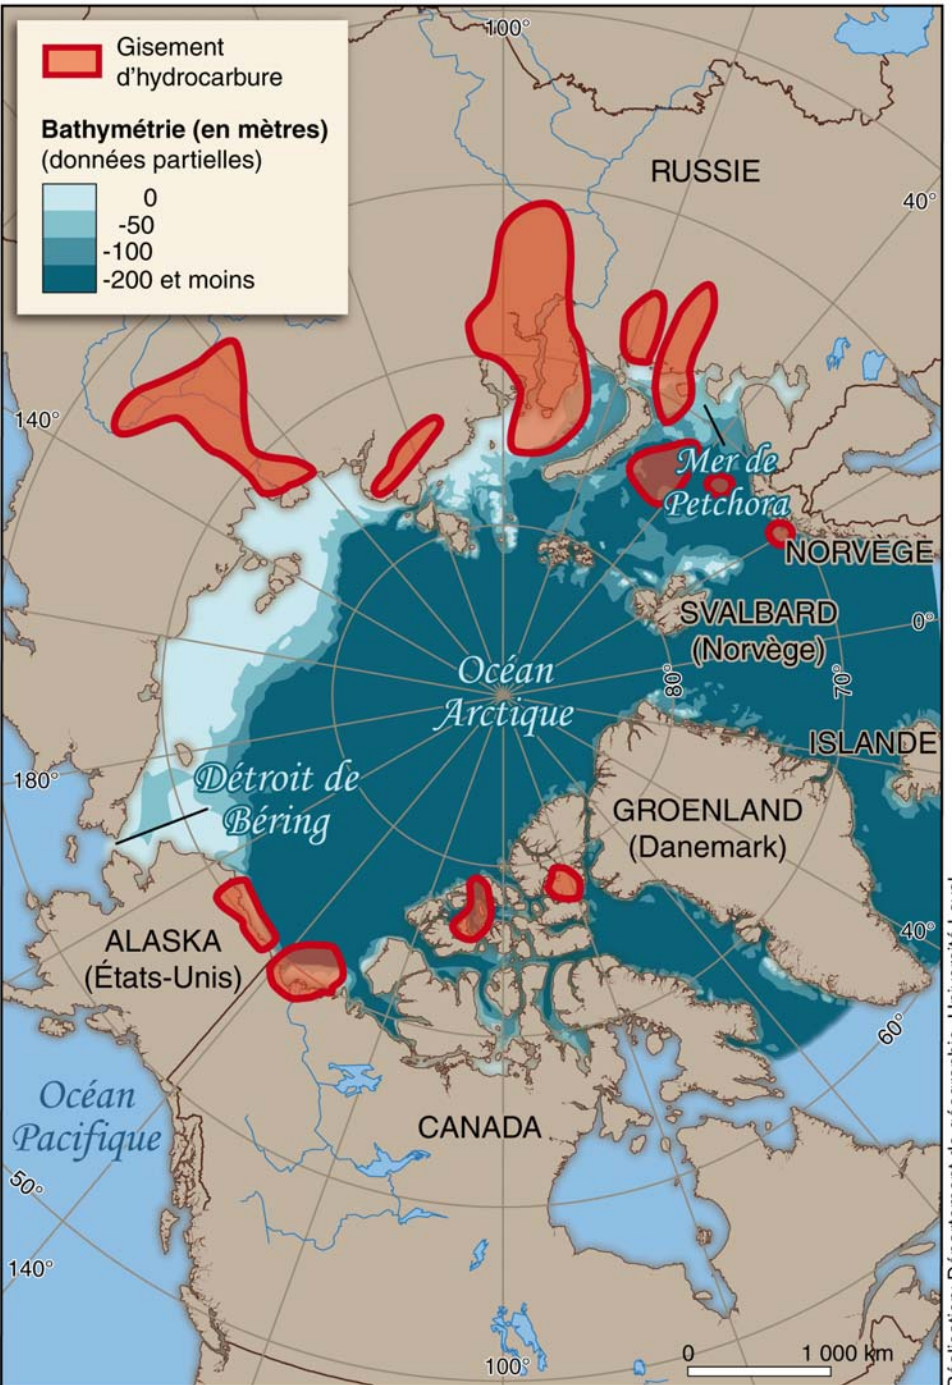 Gisement
d'hydrocarbure
Bathymétrie (en mètres)
(données partielles)
0
-50
-100
-200 et moins
100°
RUSSIE
40°
140°
Mer de
Petchora
NORVÈGE
SVALBARD
(Norvège)
0°
80°
70°
Océan
Arctique
ISLANDE
180°
Détroit de
Béring
GROENLAND
(Danemark)
ALASKA
(États-Unis)
40°
60°
Océan
Pacifique
CANADA
50°
140°
100°
0
1 000 km